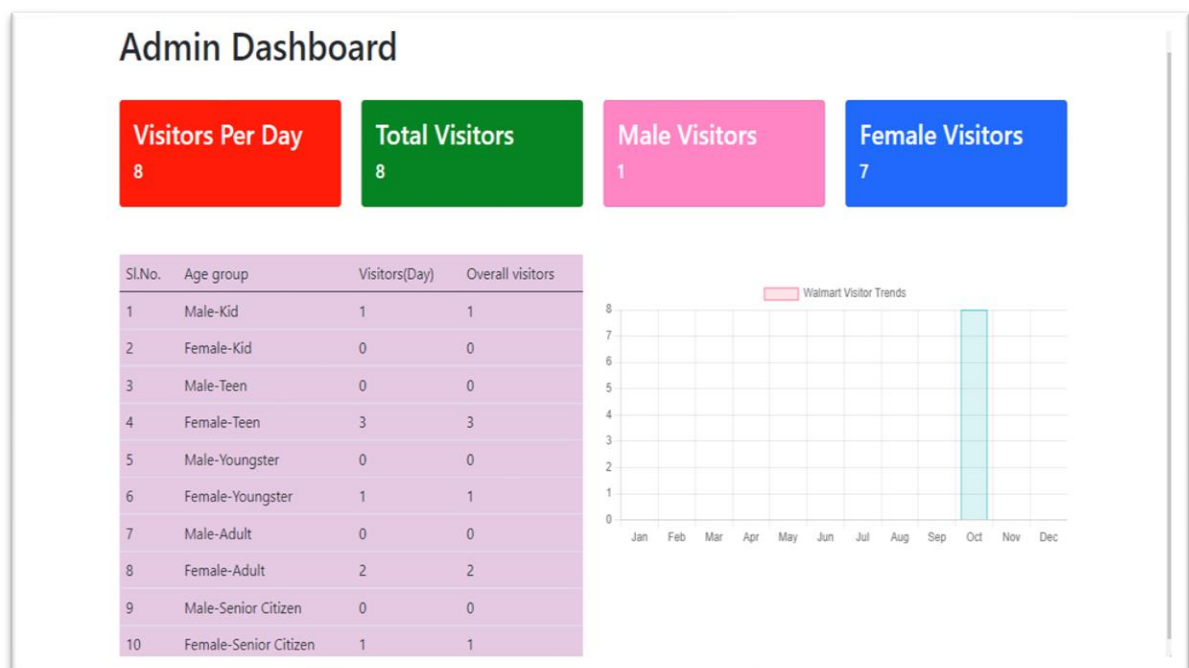 Admin Dashboard
Visitors Per Day
8
Total Visitors
8
Male Visitors
1
Female Visitors
7
Sl.No. Age group Visitors(Day) Overall visitors
1 Male-Kid 1 1
2 Female-Kid 0 0
3 Male-Teen 0 0
4 Female-Teen 3 3
5 Male-Youngster 0 0
6 Female-Youngster 1 1
7 Male-Adult 0 0
8 Female-Adult 2 2
9 Male-Senior Citizen 0 0
10 Female-Senior Citizen 1 1
Walmart Visitor Trends
8
7
6
5
4
3
2
1
0
Jan Feb Mar Apr May Jun Jul Aug Sep Oct Nov Dec